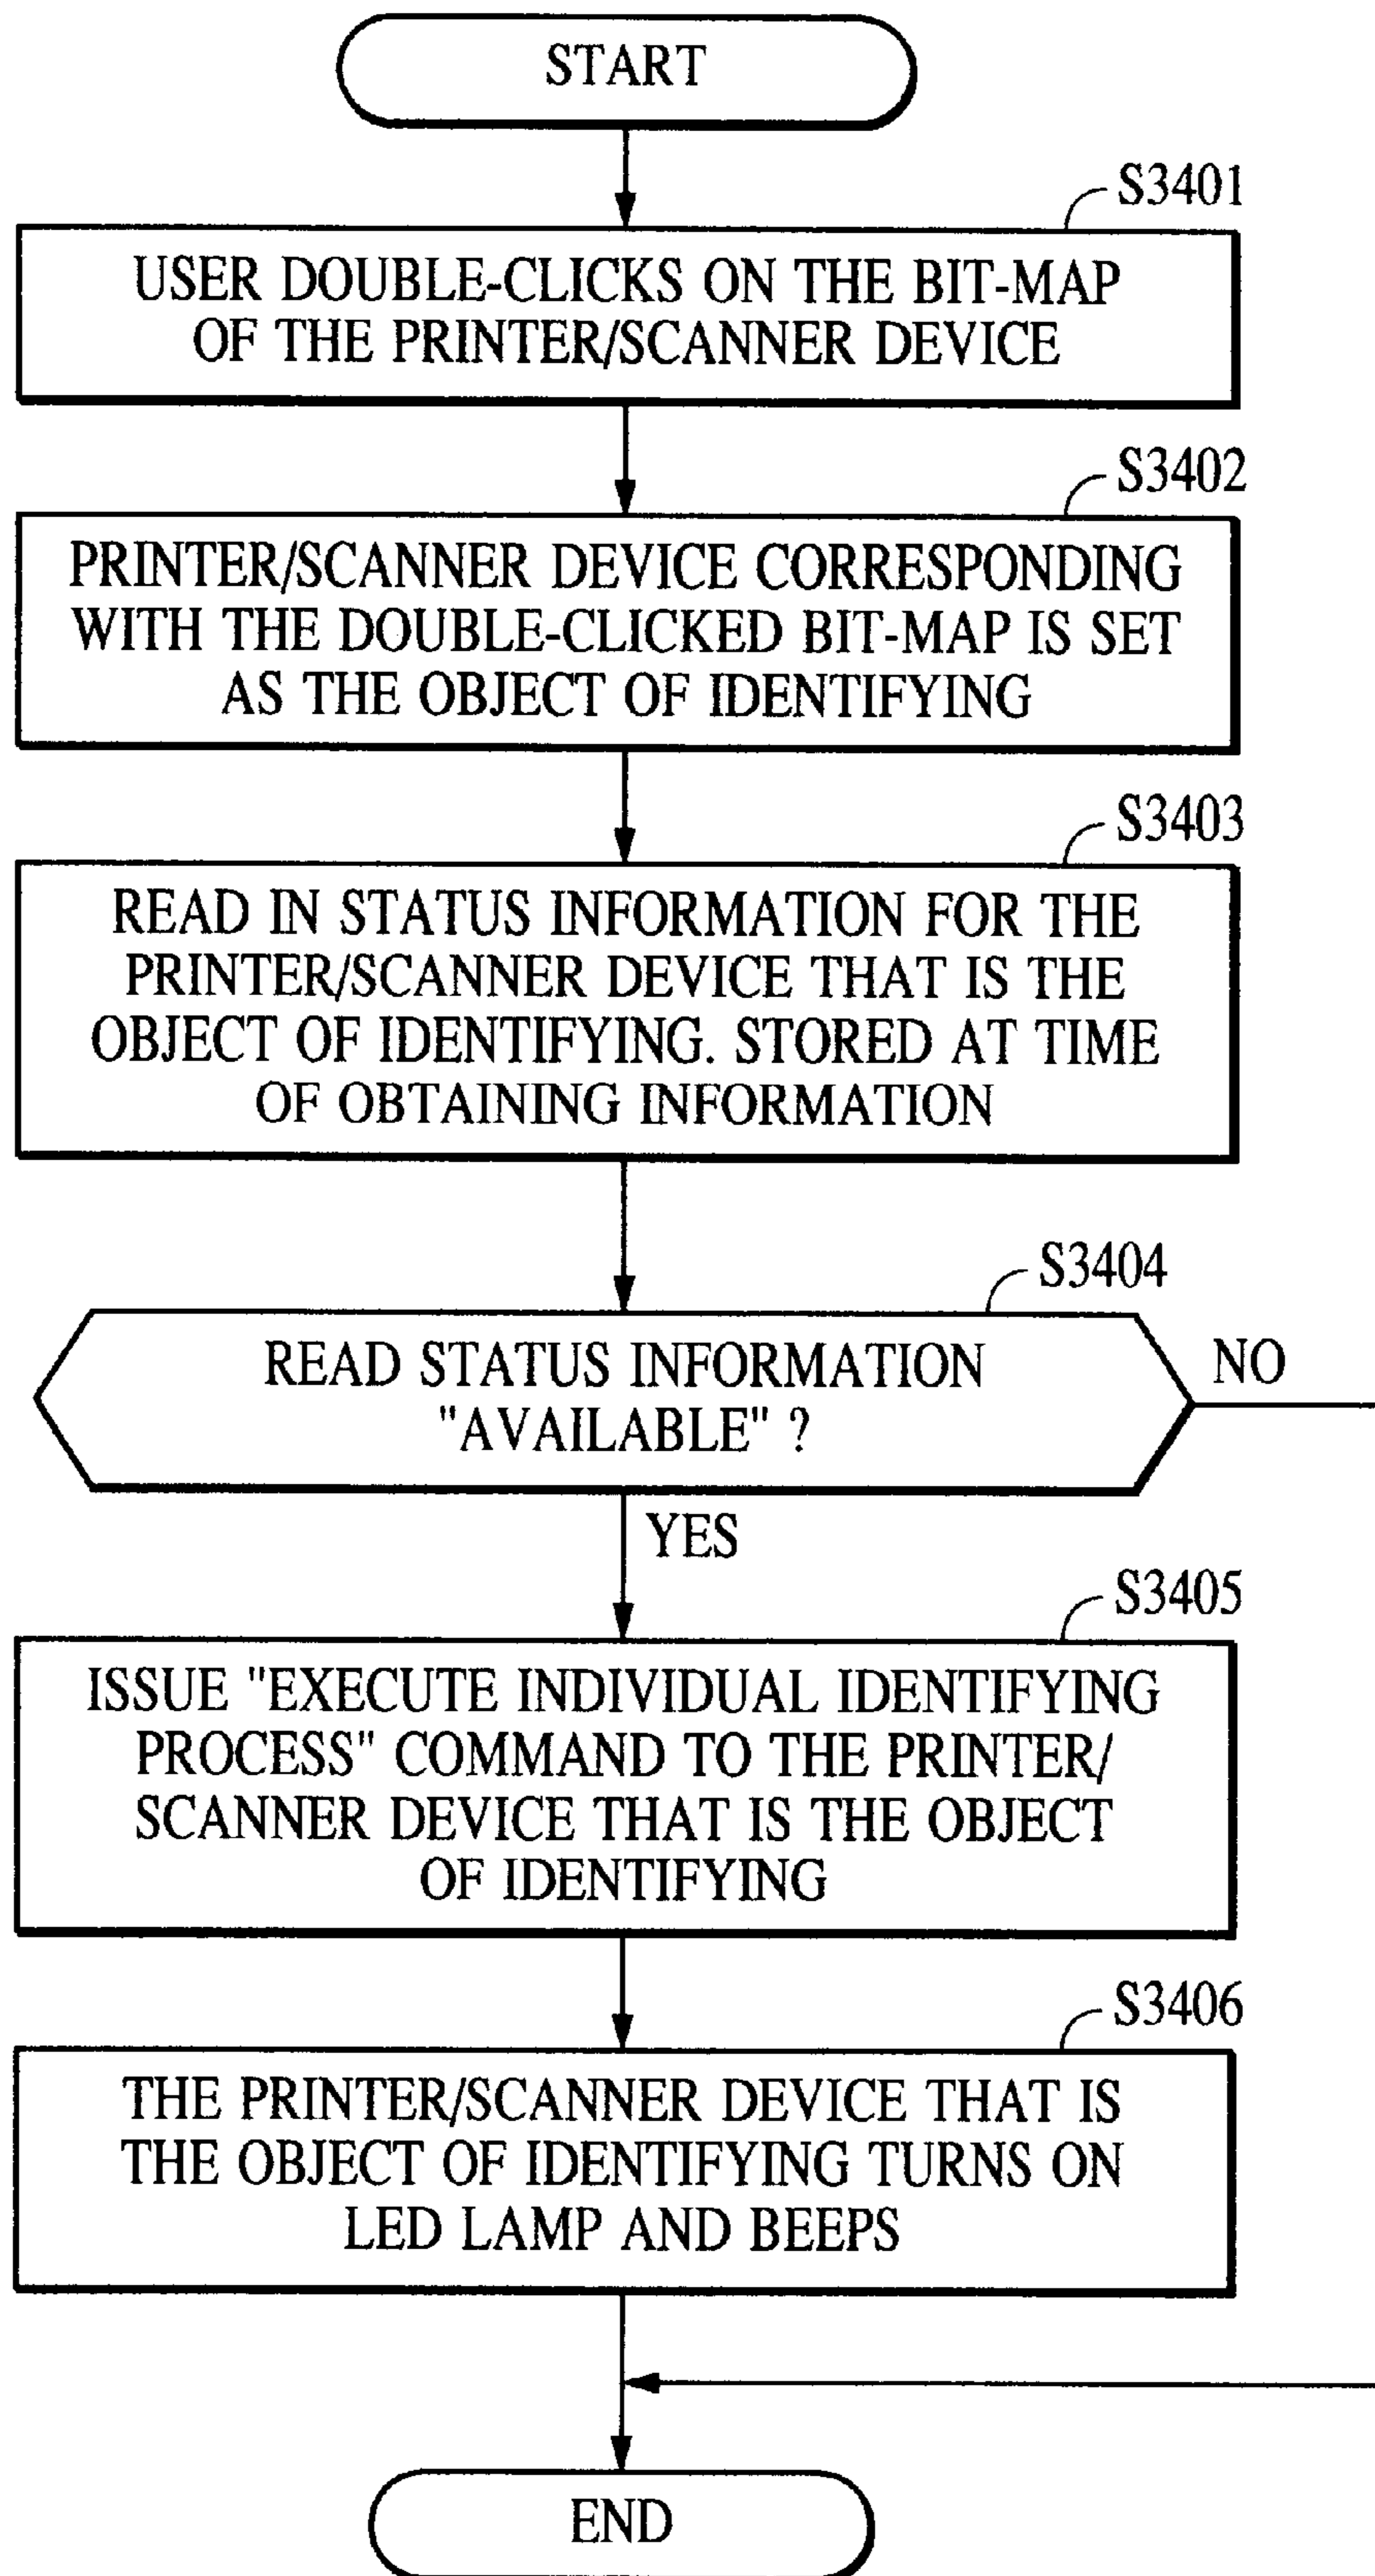 START
S3401
USER DOUBLE-CLICKS ON THE BIT-MAP
OF THE PRINTER/SCANNER DEVICE
S3402
PRINTER/SCANNER DEVICE CORRESPONDING
WITH THE DOUBLE-CLICKED BIT-MAP IS SET
AS THE OBJECT OF IDENTIFYING
S3403
READ IN STATUS INFORMATION FOR THE
PRINTER/SCANNER DEVICE THAT IS THE
OBJECT OF IDENTIFYING. STORED AT TIME
OF OBTAINING INFORMATION
S3404
READ STATUS INFORMATION
"AVAILABLE" ?
NO
YES
S3405
ISSUE "EXECUTE INDIVIDUAL IDENTIFYING
PROCESS" COMMAND TO THE PRINTER/
SCANNER DEVICE THAT IS THE OBJECT
OF IDENTIFYING
S3406
THE PRINTER/SCANNER DEVICE THAT IS
THE OBJECT OF IDENTIFYING TURNS ON
LED LAMP AND BEEPS
END